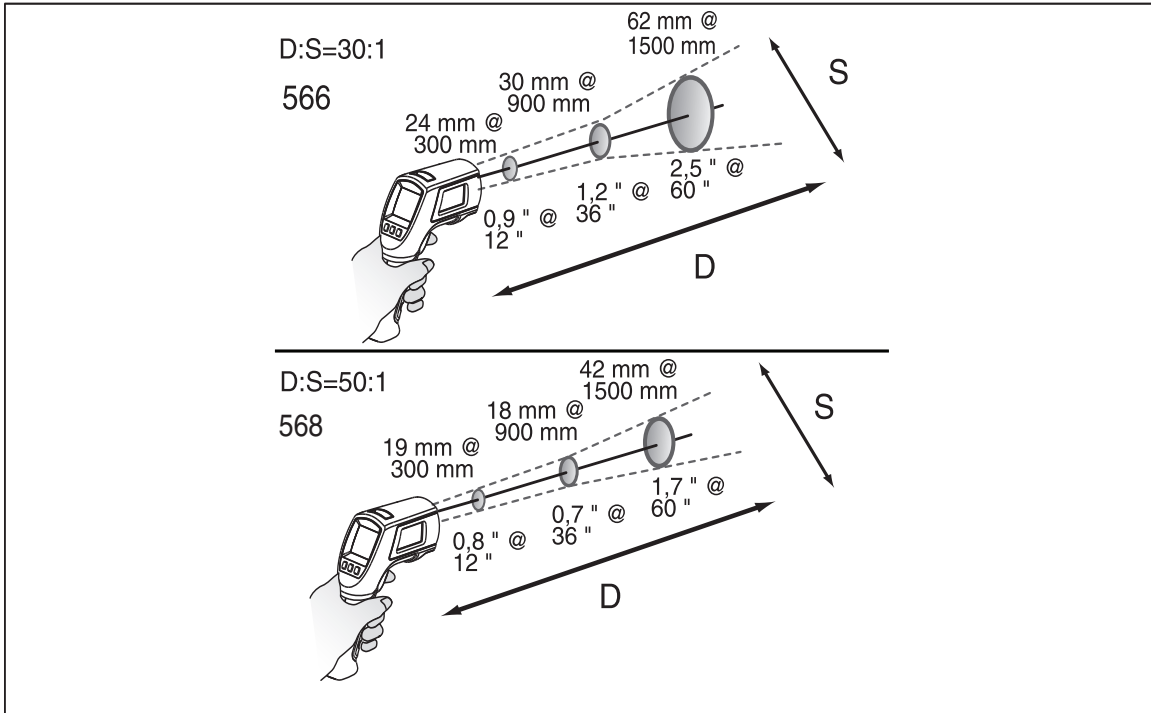 D:S=30:1
566
24 mm @
300 mm
30 mm @
900 mm
62 mm @
1500 mm
S
0,9 " @
12 "
1,2 " @
36 "
2,5 " @
60 "
D
D:S=50:1
568
19 mm @
300 mm
18 mm @
900 mm
42 mm @
1500 mm
S
0,8 " @
12 "
0,7 " @
36 "
1,7 " @
60 "
D